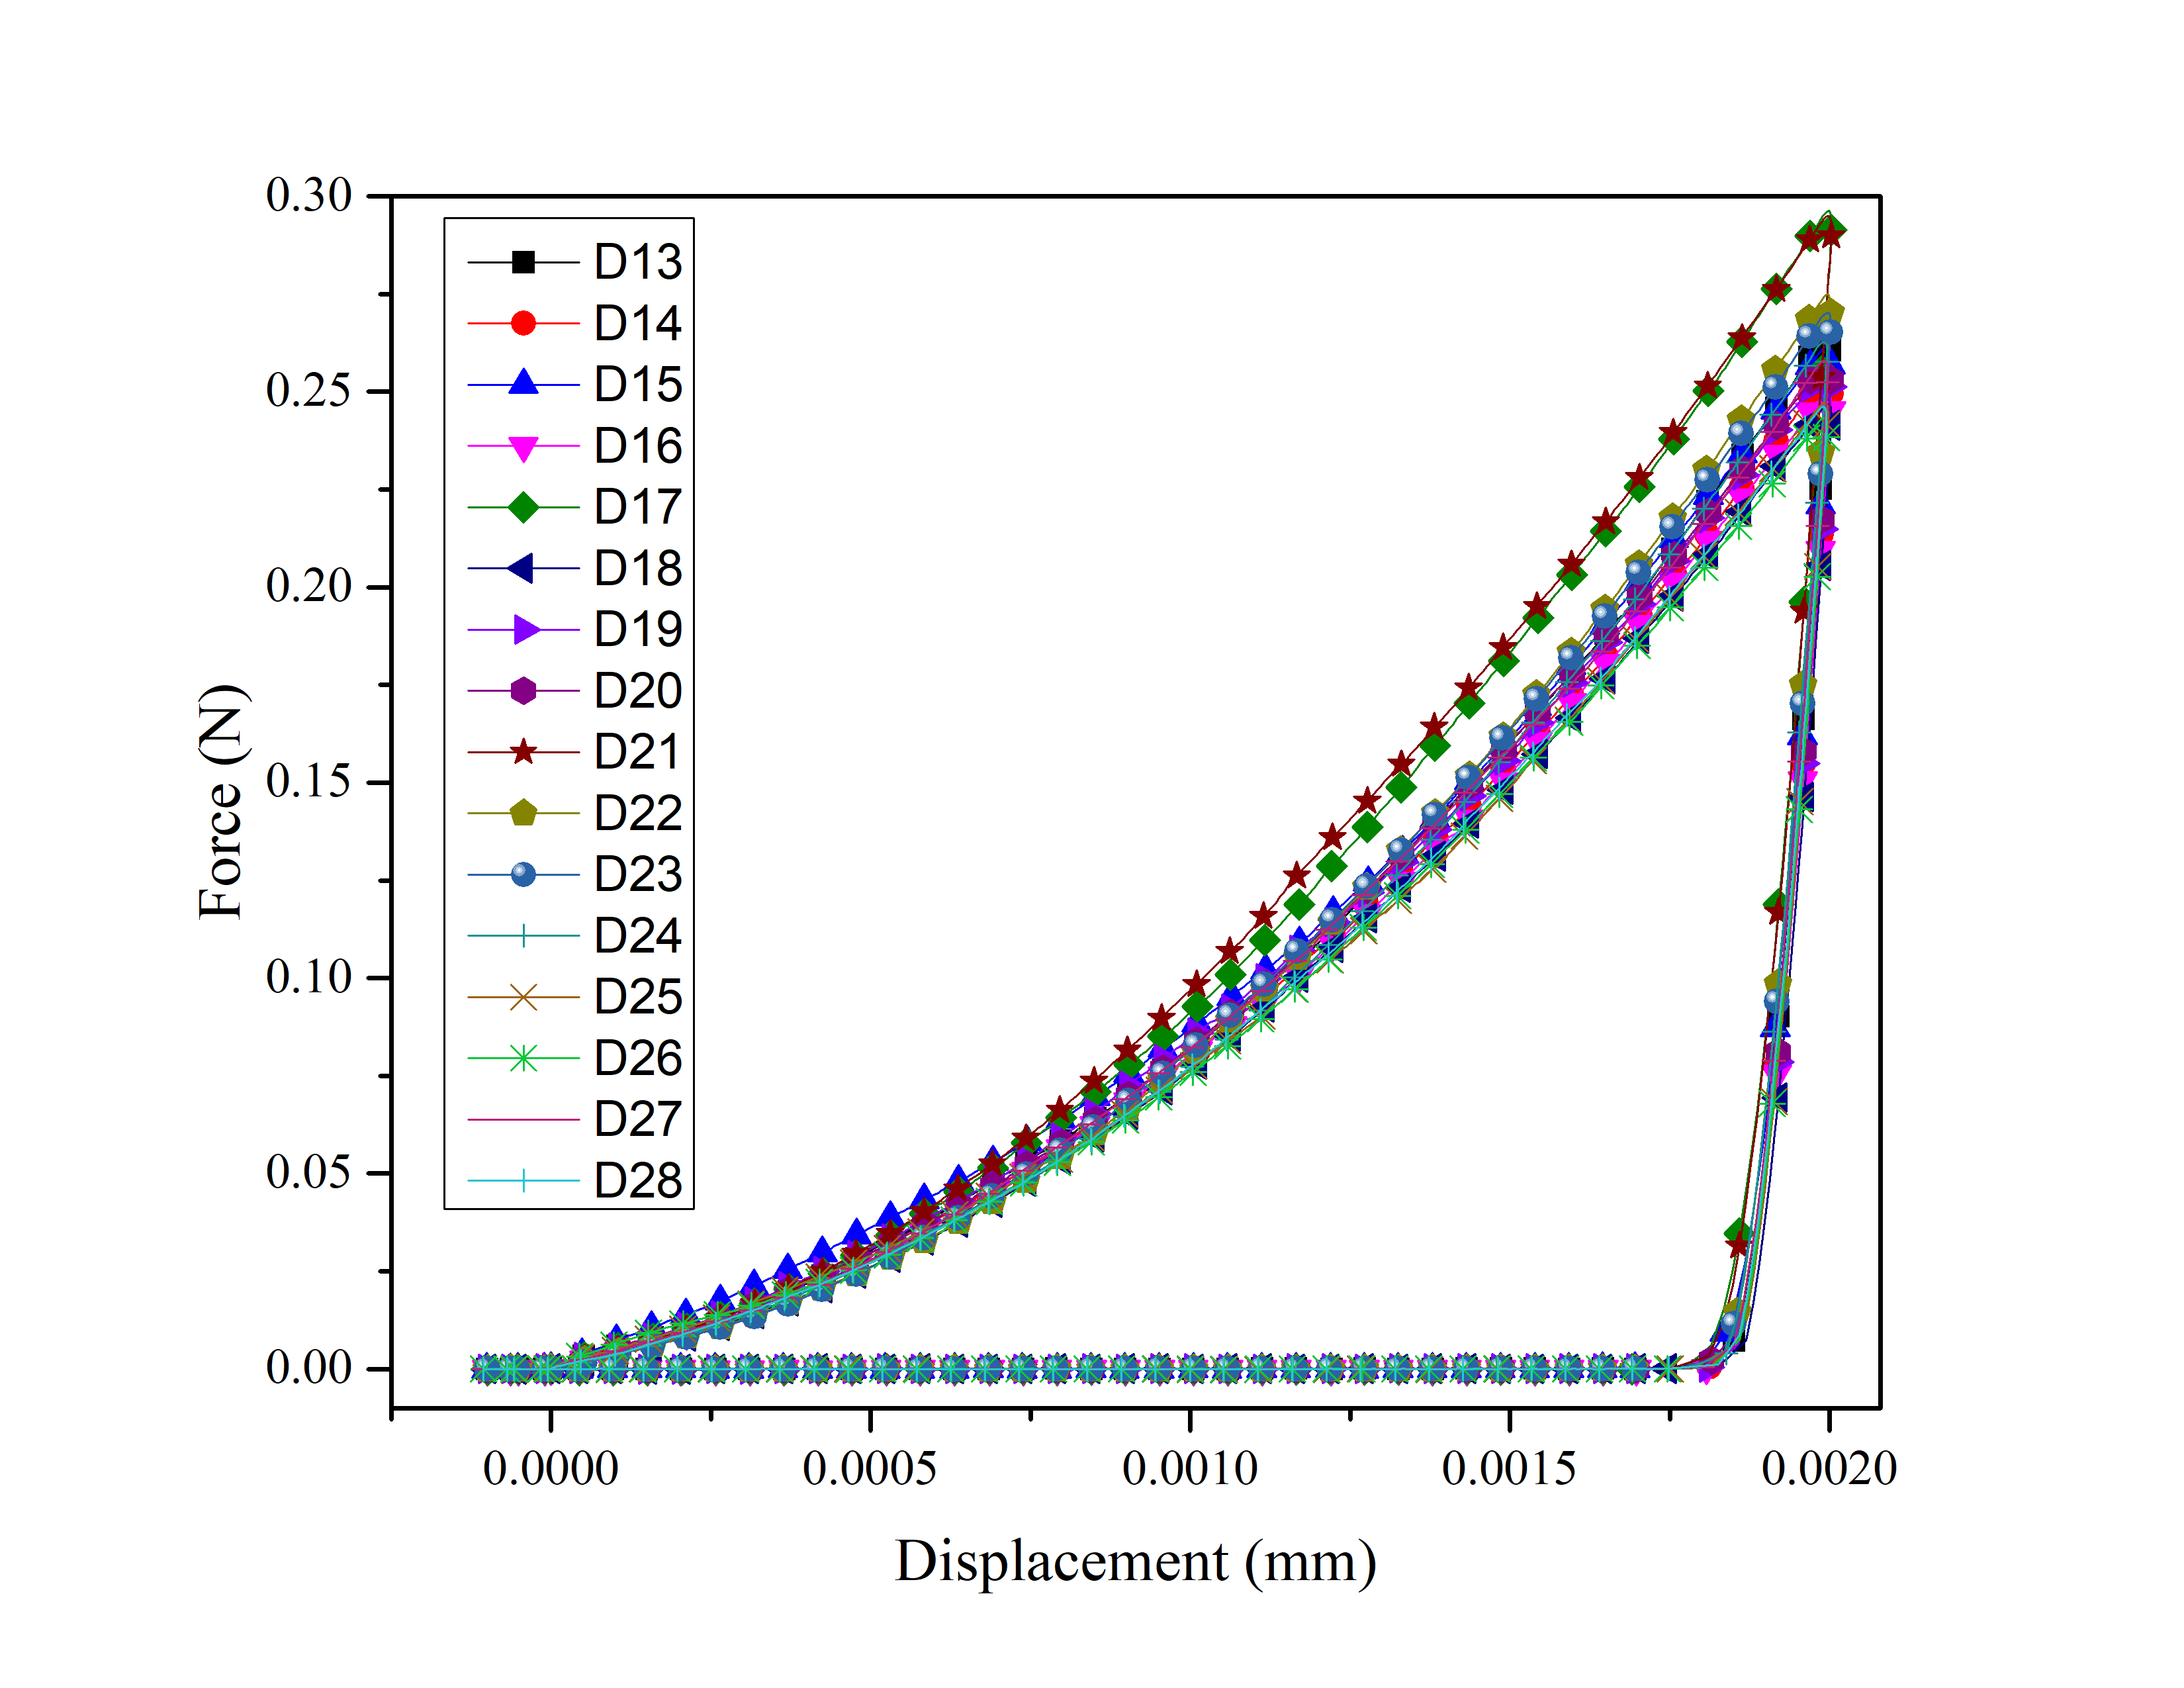 0.30
0.25
0.20
0.15
0.10
0.05
0.00
Force (N)
D13
D14
D15
D16
D17
D18
D19
D20
D21
D22
D23
D24
D25
D26
D27
D28
0.0000 0.0005 0.0010 0.0015 0.0020
Displacement (mm)